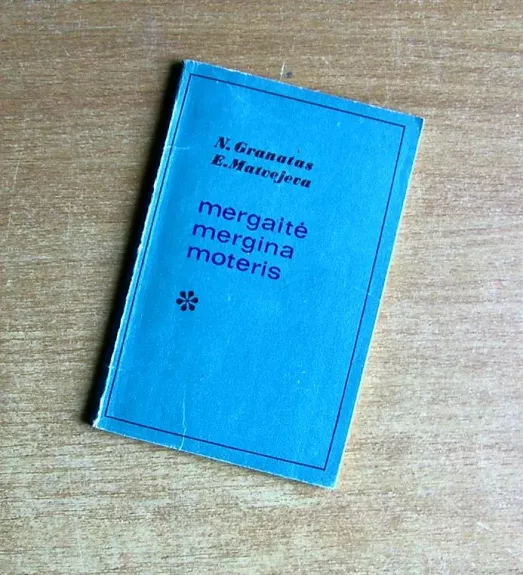 N. Granatas
E. Matvejeva
mergaitė
mergina
moteris